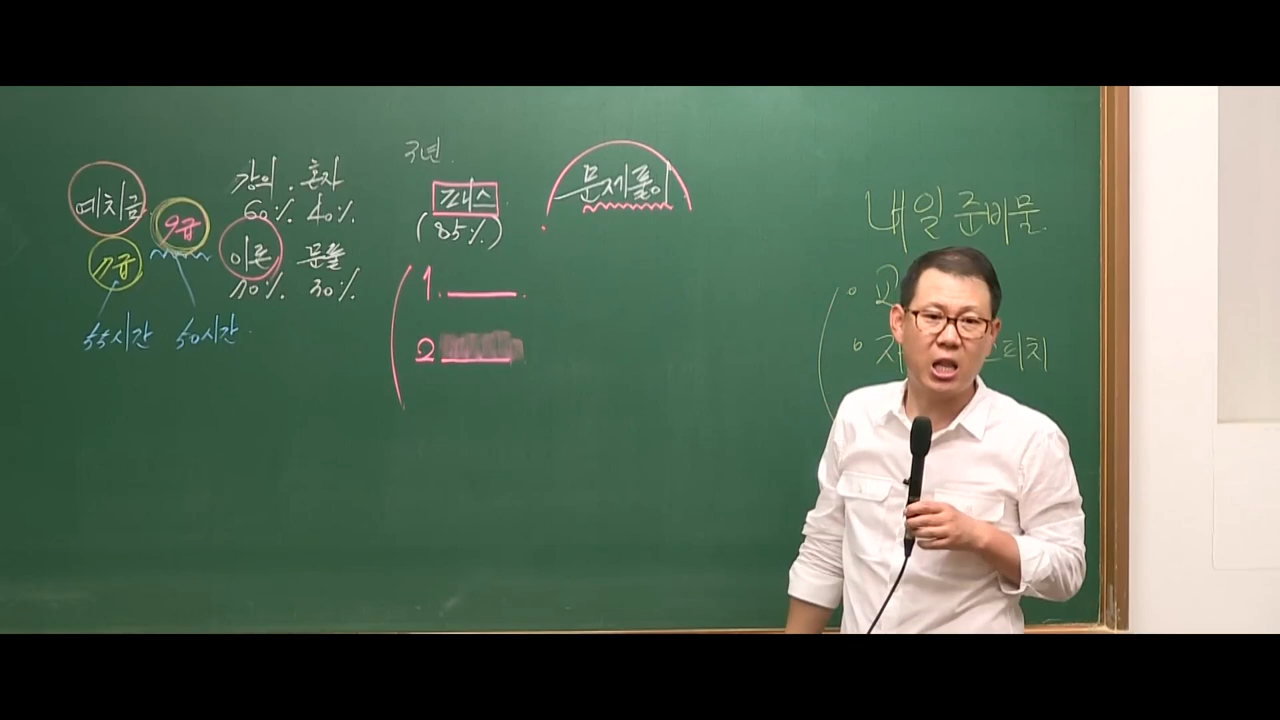 예치금
9급
7급
55시간 50시간
강의. 혼자
60% 40%
이론 문풀
70% 30%
3년.
(85%)
1.
2
문제풀이
내일 준비물